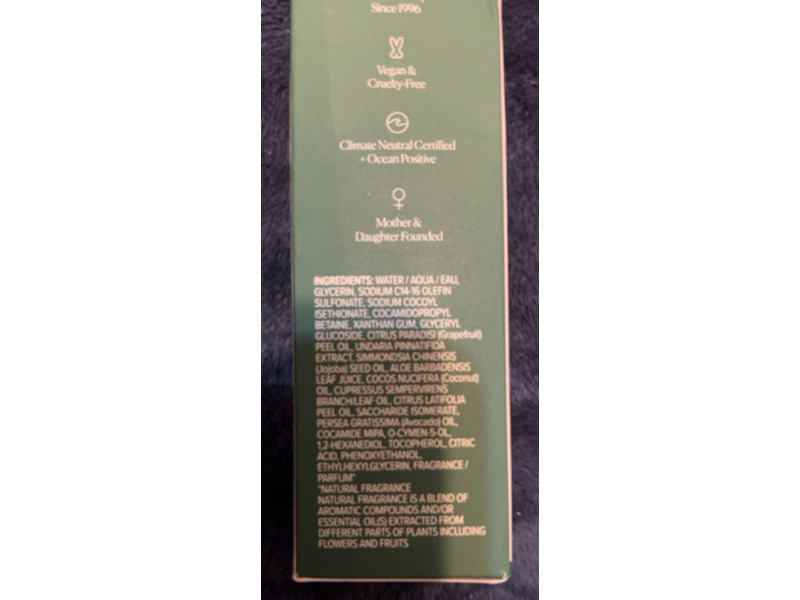 Since 1996
Vegan &
Cruelty-Free
Climate Neutral Certified
+ Ocean Positive
Mother &
Daughter Founded
INGREDIENTS: WATER / AQUA / EAU,
GLYCERIN, SODIUM C14-16 OLEFIN
SULFONATE, SODIUM COCOYL
ISETHIONATE, COCAMIDOPROPYL
BETAINE, XANTHAN GUM, GLYCERYL
GLUCOSIDE, CITRUS PARADISI (Grapefruit)
PEEL OIL, UNDARIA PINNATIFIDA
EXTRACT, SIMMONDSIA CHINENSIS
(Jojoba) SEED OIL, ALOE BARBADENSIS
LEAF JUICE, COCOS NUCIFERA (Coconut)
OIL, CUPRESSUS SEMPERVIRENS
BRANCH/LEAF OIL, CITRUS LATIFOLIA
PEEL OIL, SACCHARIDE ISOMERATE,
PERSEA GRATISSIMA (Avocado) OIL,
COCAMIDE MIPA, O-CYMEN-5-OL,
1,2-HEXANEDIOL, TOCOPHEROL, CITRIC
ACID, PHENOXYETHANOL,
ETHYLHEXYLGLYCERIN, FRAGRANCE /
PARFUM*
*NATURAL FRAGRANCE
NATURAL FRAGRANCE IS A BLEND OF
AROMATIC COMPOUNDS AND/OR
ESSENTIAL OIL(S) EXTRACTED FROM
DIFFERENT PARTS OF PLANTS INCLUDING
FLOWERS AND FRUITS